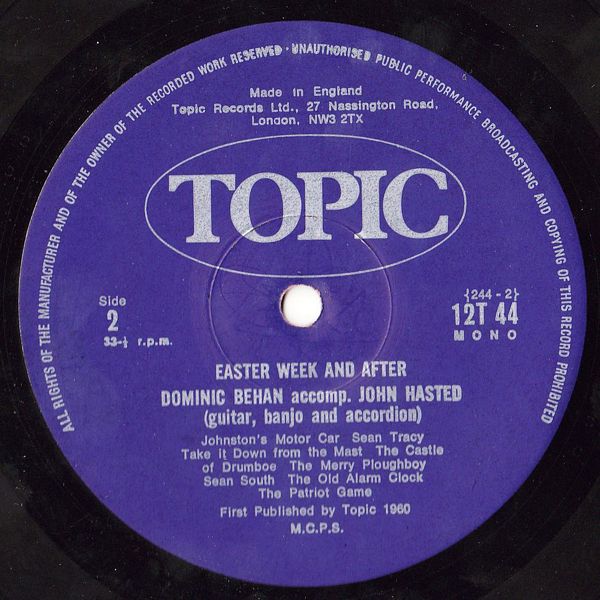 ALL RIGHTS OF THE MANUFACTURER AND OF THE OWNER OF THE RECORDED WORK RESERVED · UNAUTHORISED PUBLIC PERFORMANCE BROADCASTING AND COPYING OF THIS RECORD PROHIBITED
Made in England
Topic Records Ltd., 27 Nassington Road,
London, NW3 2TX
TOPIC
Side
2
33-⅓ r.p.m.
{244 - 2}
12T 44
MONO
EASTER WEEK AND AFTER
DOMINIC BEHAN accomp. JOHN HASTED
(guitar, banjo and accordion)
Johnston's Motor Car Sean Tracy
Take it Down from the Mast The Castle
of Drumboe The Merry Ploughboy
Sean South The Old Alarm Clock
The Patriot Game
First Published by Topic 1960
M.C.P.S.